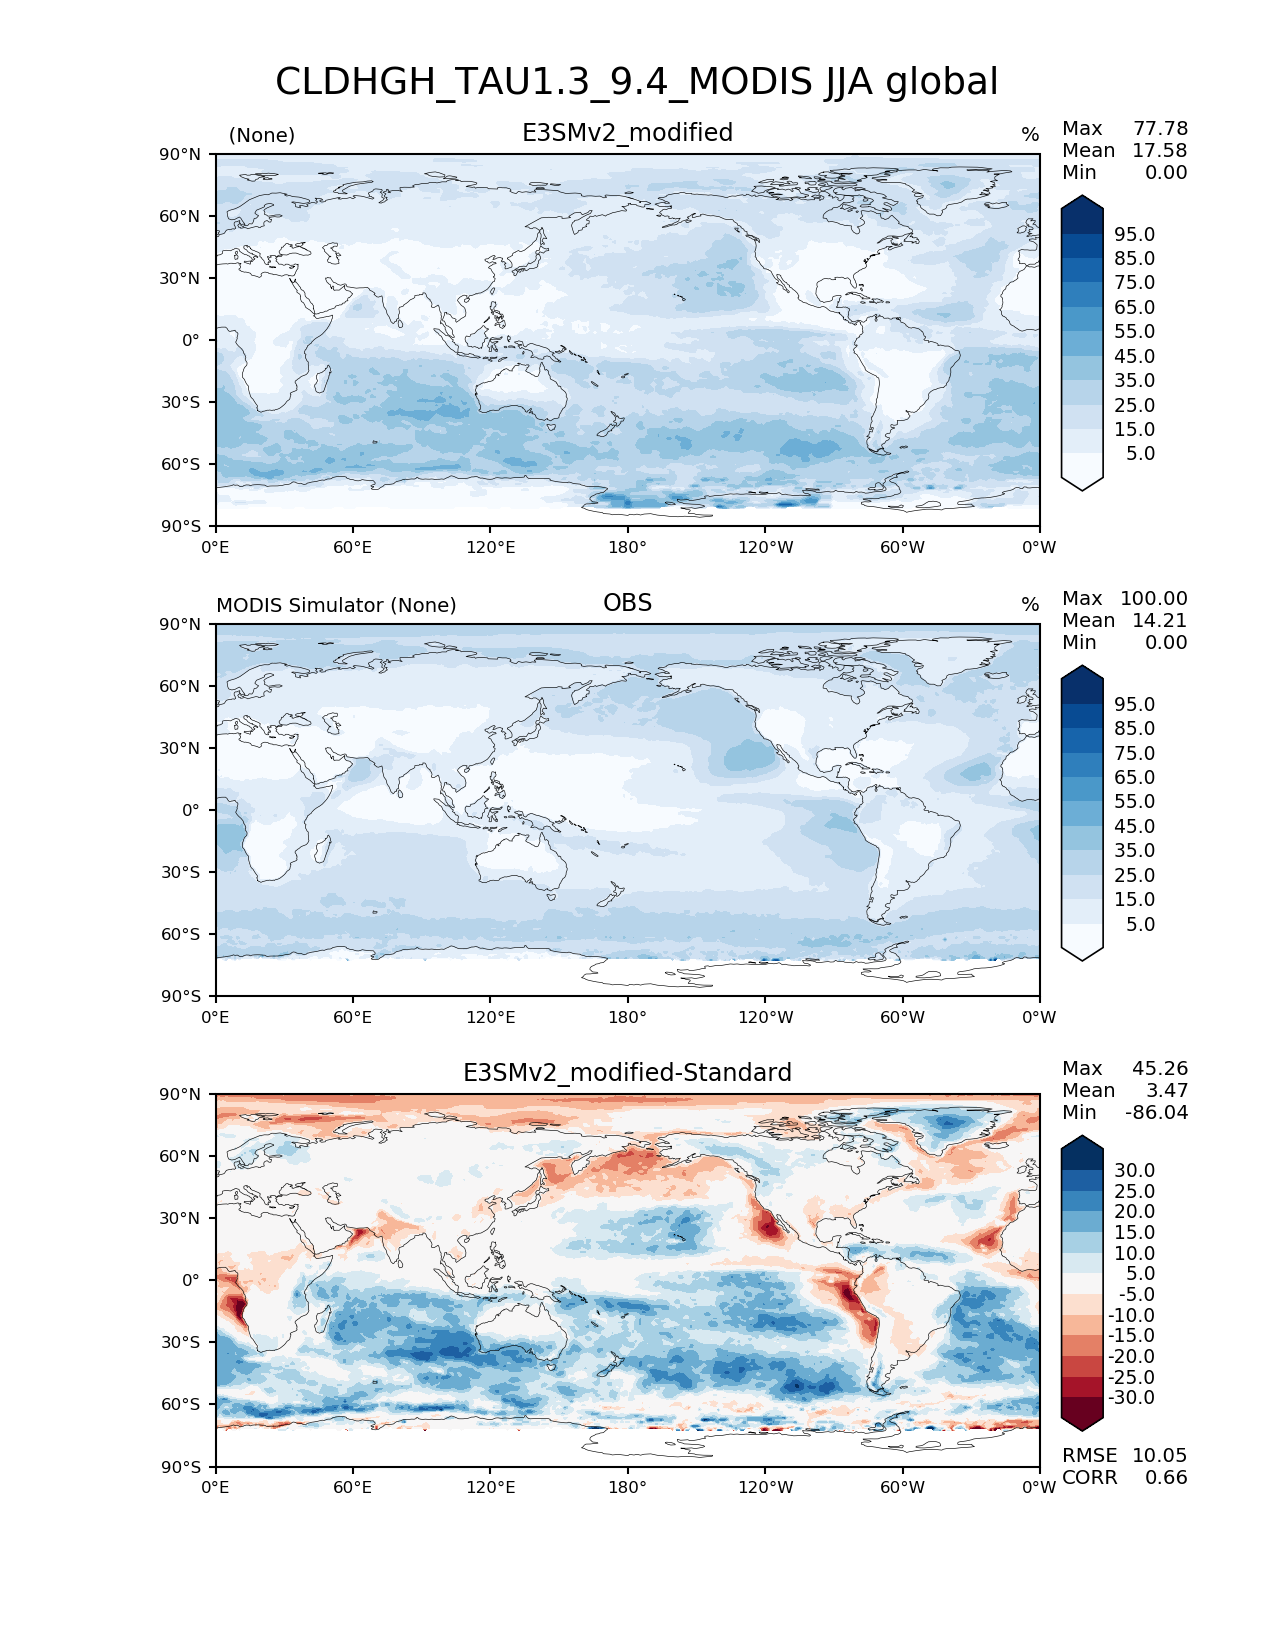 CLDHGH_TAU1.3_9.4_MODIS JJA global
(None) E3SMv2_modified %
Max 77.78
Mean 17.58
Min 0.00
90°N
60°N
30°N
0°
30°S
60°S
90°S
0°E 60°E 120°E 180° 120°W 60°W 0°W
95.0
85.0
75.0
65.0
55.0
45.0
35.0
25.0
15.0
5.0
MODIS Simulator (None) OBS %
Max 100.00
Mean 14.21
Min 0.00
90°N
60°N
30°N
0°
30°S
60°S
90°S
0°E 60°E 120°E 180° 120°W 60°W 0°W
95.0
85.0
75.0
65.0
55.0
45.0
35.0
25.0
15.0
5.0
E3SMv2_modified-Standard
Max 45.26
Mean 3.47
Min -86.04
90°N
60°N
30°N
0°
30°S
60°S
90°S
0°E 60°E 120°E 180° 120°W 60°W 0°W
30.0
25.0
20.0
15.0
10.0
5.0
-5.0
-10.0
-15.0
-20.0
-25.0
-30.0
RMSE 10.05
CORR 0.66